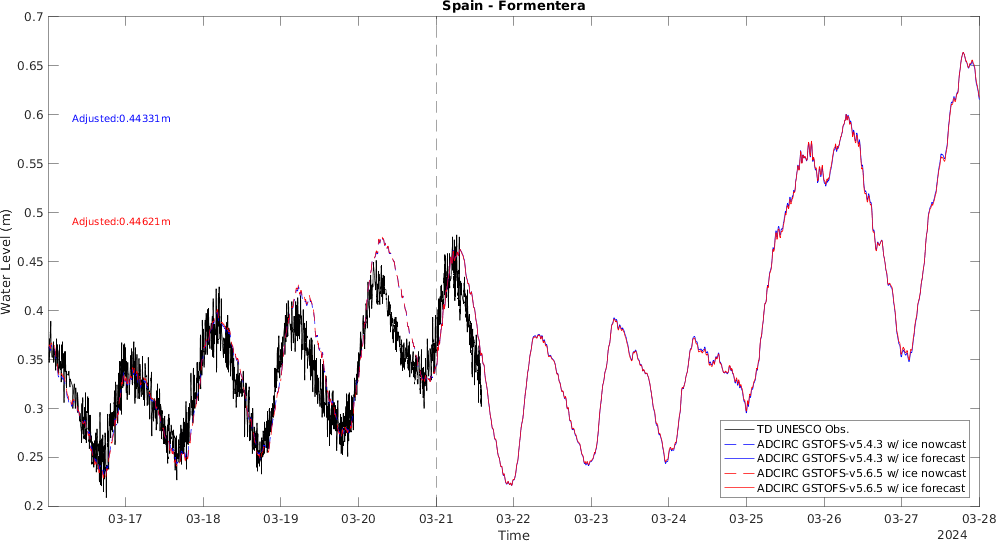 Spain - Formentera
0.7
0.65
0.6
0.55
0.5
0.45
0.4
0.35
0.3
0.25
0.2
Water Level (m)
Adjusted:0.44331m
Adjusted:0.44621m
TD UNESCO Obs.
ADCIRC GSTOFS-v5.4.3 w/ ice nowcast
ADCIRC GSTOFS-v5.4.3 w/ ice forecast
ADCIRC GSTOFS-v5.6.5 w/ ice nowcast
ADCIRC GSTOFS-v5.6.5 w/ ice forecast
03-17 03-18 03-19 03-20 03-21 03-22 03-23 03-24 03-25 03-26 03-27 03-28
Time
2024